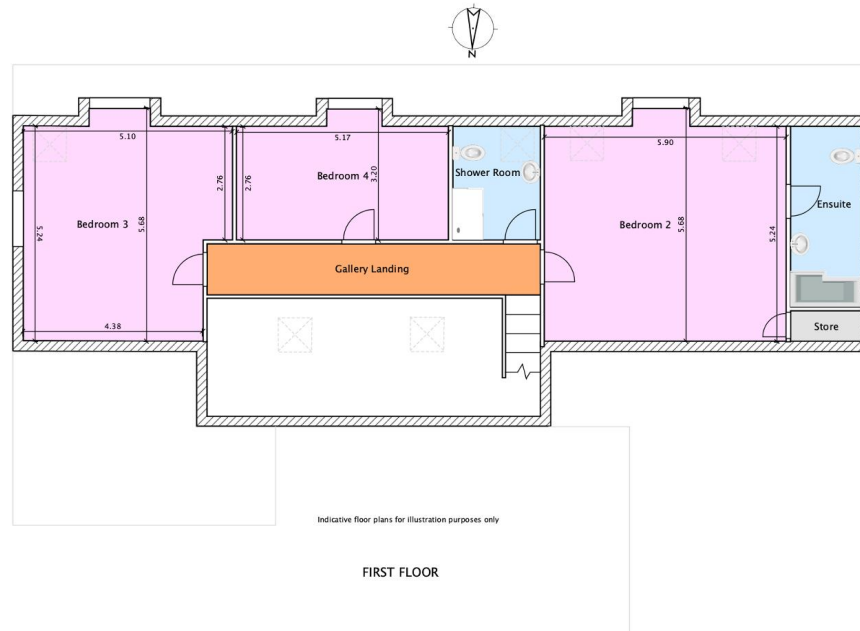 N
5.10
5.17
5.90
2.76
2.76
3.20
Bedroom 4
Shower Room
Bedroom 3
5.24
5.68
Bedroom 2
5.68
5.24
Ensuite
Gallery Landing
4.38
Store
Indicative floor plans for illustration purposes only
FIRST FLOOR